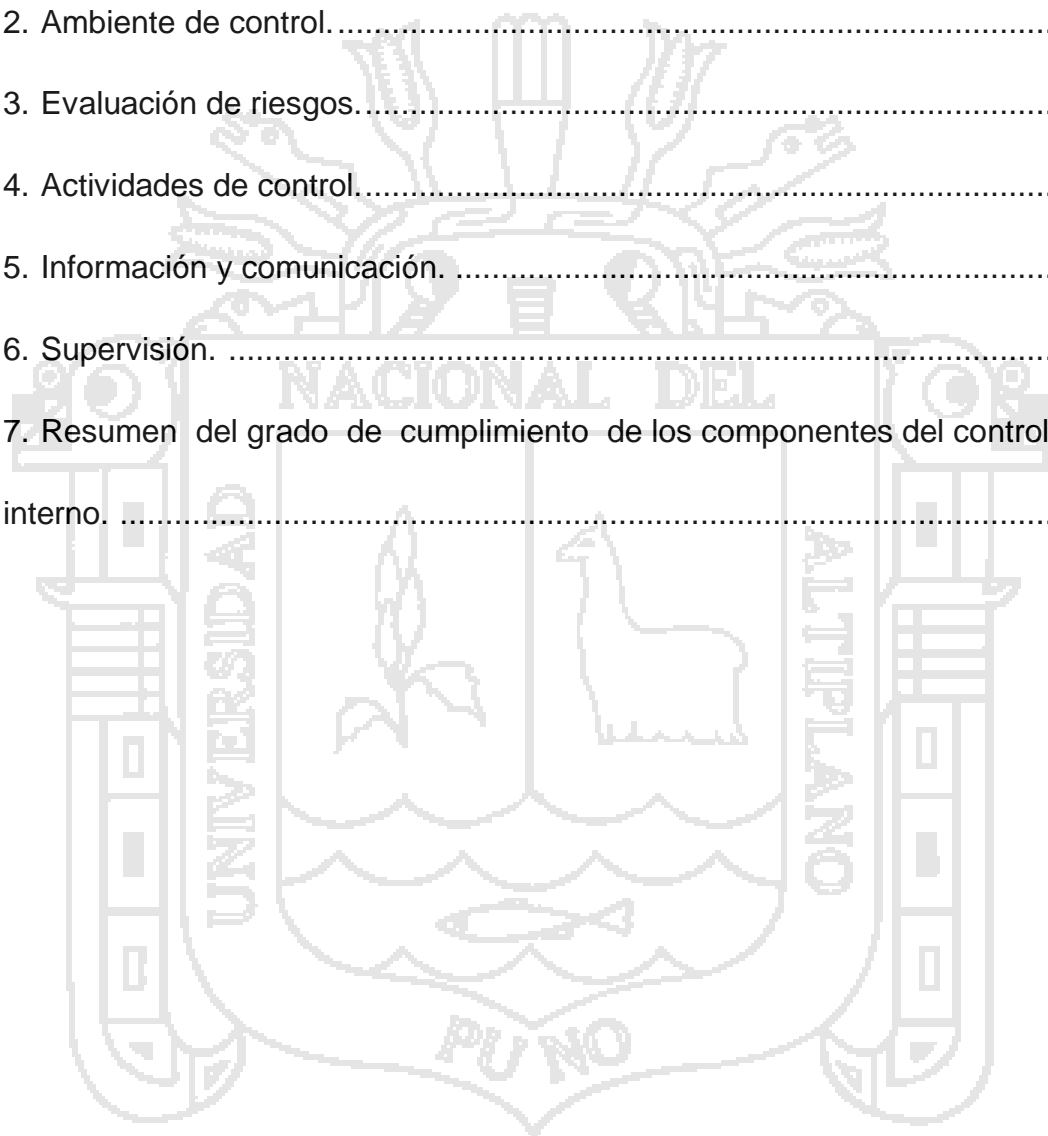 2. Ambiente de control. ........................................................................
3. Evaluación de riesgos. ........................................................................
4. Actividades de control. ........................................................................
5. Información y comunicación. ..............................................................
6. Supervisión. ........................................................................................
7. Resumen del grado de cumplimiento de los componentes del control
interno. ....................................................................................................
NACIONAL DEL
UNIVERSIDAD
ALTIPLANO
PUNO